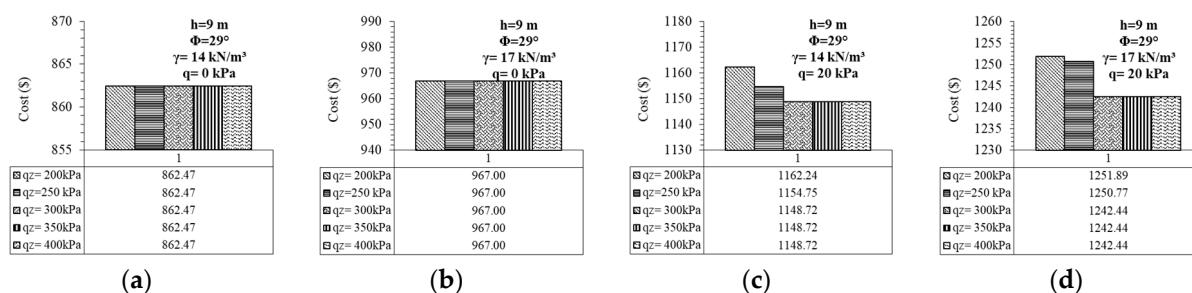 870
867
864
861
858
855
Cost ($)
h=9 m
Φ=29°
γ= 14 kN/m³
q= 0 kPa
1
qz= 200kPa 862.47
qz=250 kPa 862.47
qz= 300kPa 862.47
qz= 350kPa 862.47
qz= 400kPa 862.47
(a)
990
980
970
960
950
940
Cost ($)
h=9 m
Φ=29°
γ= 17 kN/m³
q= 0 kPa
1
qz= 200kPa 967.00
qz=250 kPa 967.00
qz= 300kPa 967.00
qz= 350kPa 967.00
qz= 400kPa 967.00
(b)
1180
1170
1160
1150
1140
1130
Cost ($)
h=9 m
Φ=29°
γ= 14 kN/m³
q= 20 kPa
1
qz= 200kPa 1162.24
qz=250 kPa 1154.75
qz= 300kPa 1148.72
qz= 350kPa 1148.72
qz= 400kPa 1148.72
(c)
1260
1255
1250
1245
1240
1235
1230
Cost ($)
h=9 m
Φ=29°
γ= 17 kN/m³
q= 20 kPa
1
qz= 200kPa 1251.89
qz=250 kPa 1250.77
qz= 300kPa 1242.44
qz= 350kPa 1242.44
qz= 400kPa 1242.44
(d)